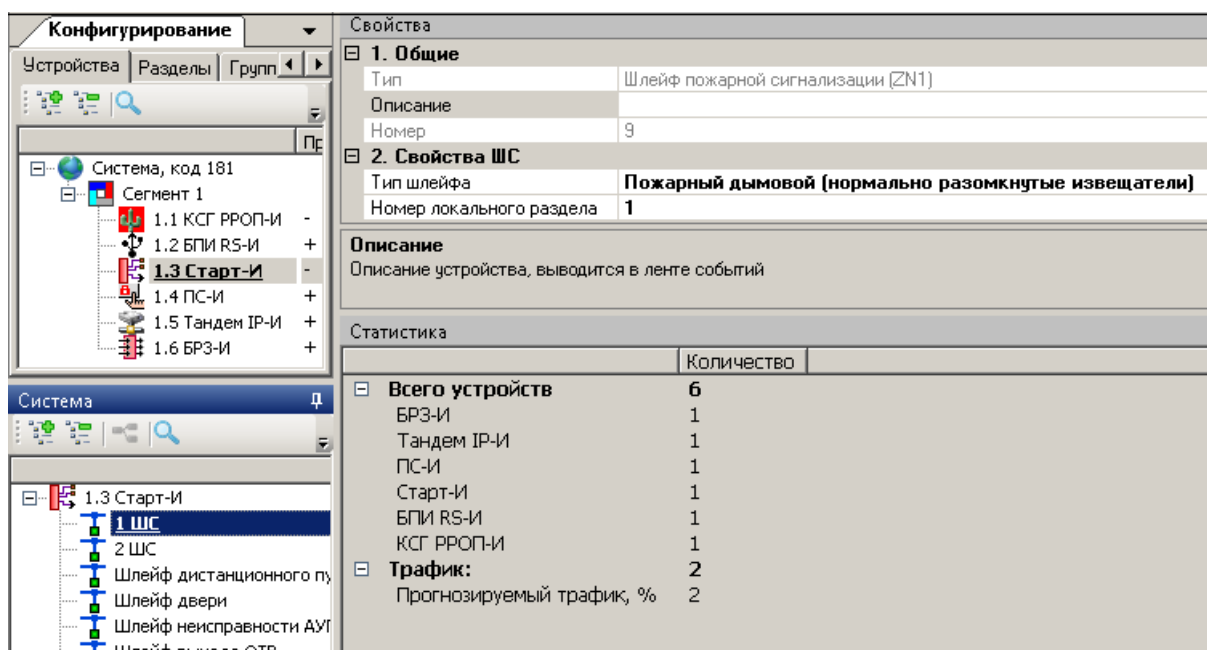 Конфигурирование
Устройства Разделы Групп
Пр
Система, код 181
Сегмент 1
1.1 КСГ РРОП-И -
1.2 БПИ RS-И +
1.3 Старт-И -
1.4 ПС-И +
1.5 Тандем IP-И +
1.6 БРЗ-И +
Система
1.3 Старт-И
1 ШС
2 ШС
Шлейф дистанционного пу
Шлейф двери
Шлейф неисправности АУП
Свойства
1. Общие
Тип Шлейф пожарной сигнализации (ZN1)
Описание
Номер 9
2. Свойства ШС
Тип шлейфа Пожарный дымовой (нормально разомкнутые извещатели)
Номер локального раздела 1
Описание
Описание устройства, выводится в ленте событий
Статистика
Количество
Всего устройств 6
БРЗ-И 1
Тандем IP-И 1
ПС-И 1
Старт-И 1
БПИ RS-И 1
КСГ РРОП-И 1
Трафик: 2
Прогнозируемый трафик, % 2